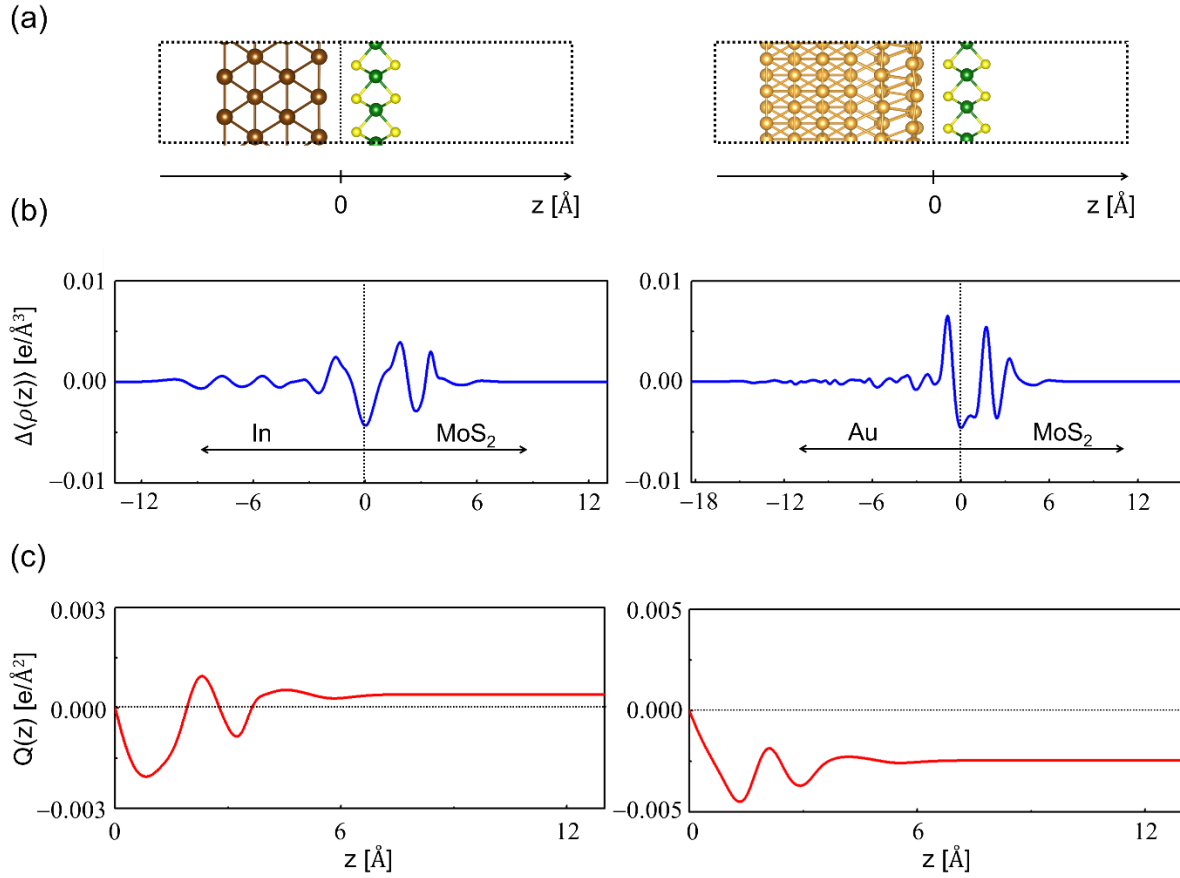 (a)
0 z [Å] 0 z [Å]
(b)
0.01 0.01
Δ⟨ρ(z)⟩ [e/Å³]
0.00 0.00
In MoS₂ Au MoS₂
−0.01 −0.01
−12 −6 0 6 12 −18 −12 −6 0 6 12
(c)
0.003 0.005
Q(z) [e/Å²]
0.000 0.000
−0.003 −0.005
0 6 12 0 6 12
z [Å] z [Å]